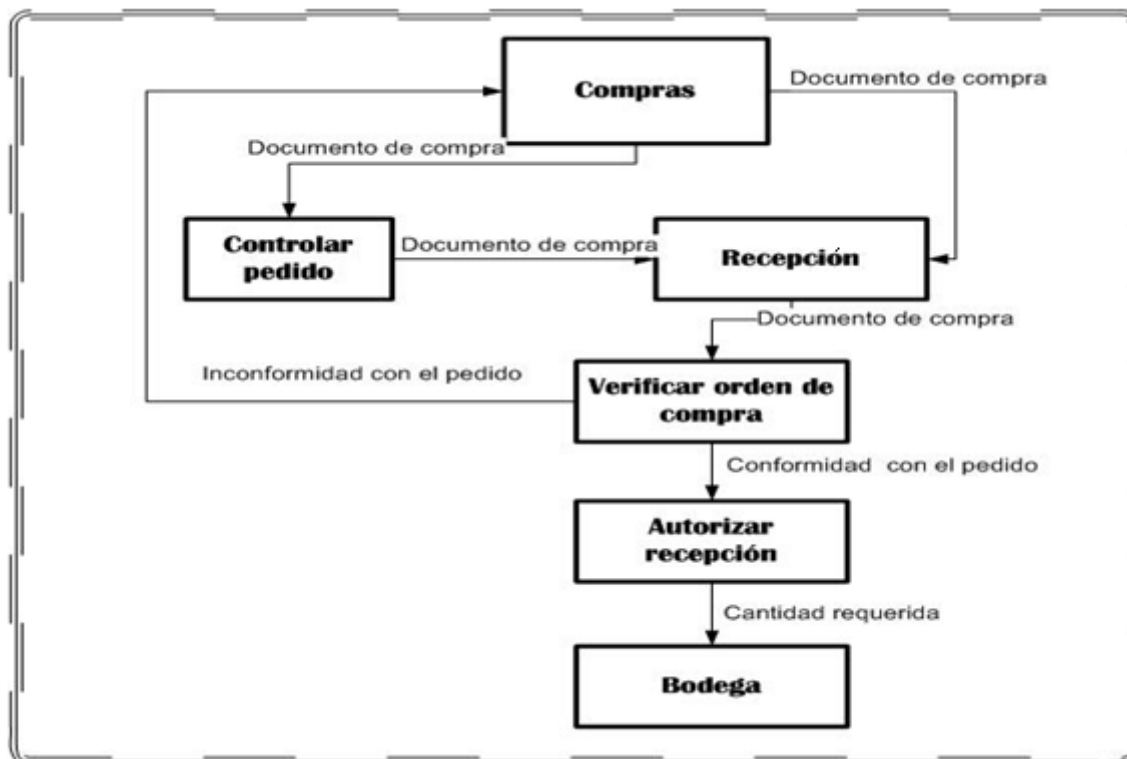 Compras
Documento de compra
Documento de compra
Controlar
pedido
Documento de compra
Recepción
Documento de compra
Inconformidad con el pedido
Verificar orden de
compra
Conformidad con el pedido
Autorizar
recepción
Cantidad requerida
Bodega